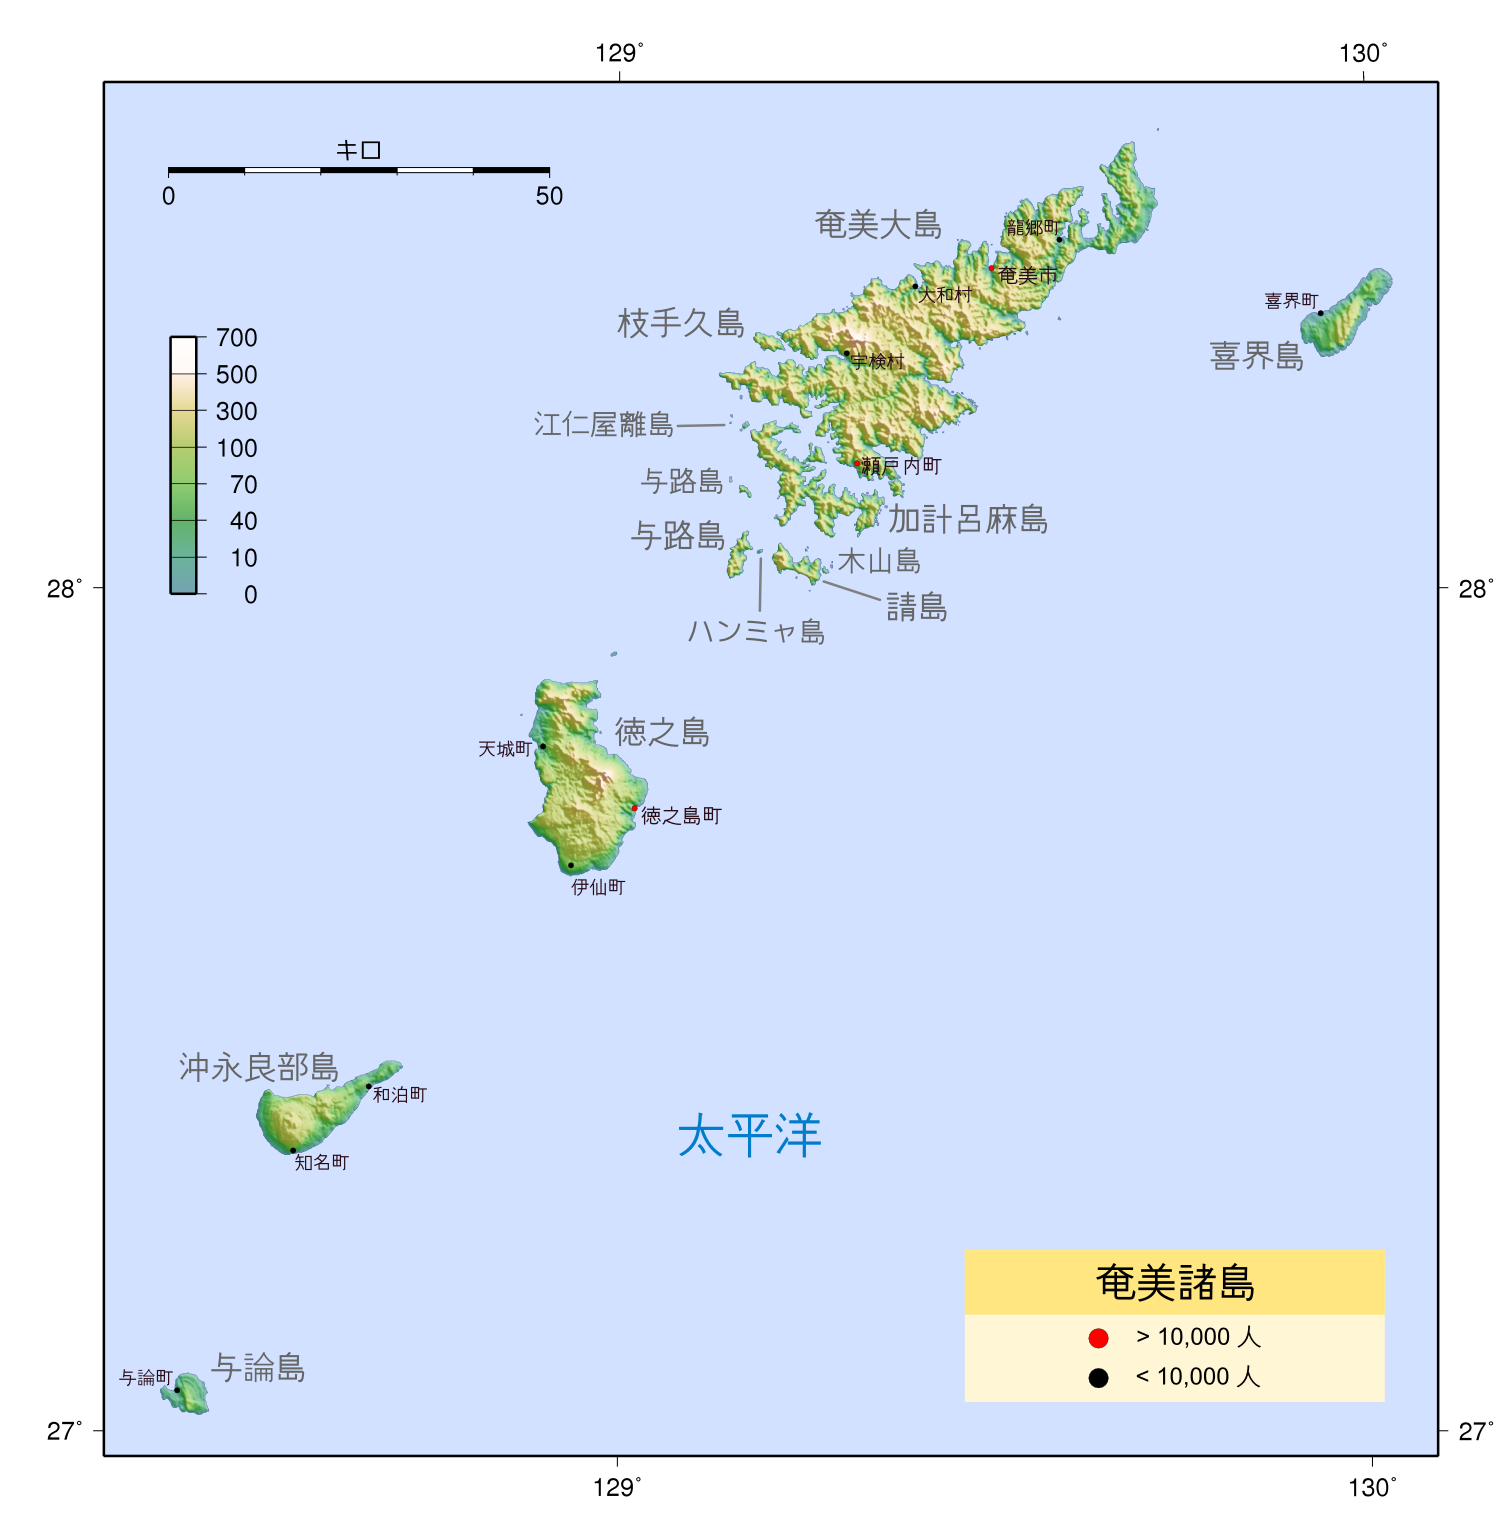 129°
130°
キロ
0
50
奄美大島
龍郷町
奄美市
大和村
喜界町
枝手久島
喜界島
宇検村
700
500
300
100
70
40
10
0
江仁屋離島
瀬戸内町
与路島
加計呂麻島
与路島
木山島
28°
28°
請島
ハンミャ島
徳之島
天城町
徳之島町
伊仙町
沖永良部島
和泊町
太平洋
知名町
奄美諸島
> 10,000 人
< 10,000 人
与論島
与論町
27°
27°
129°
130°